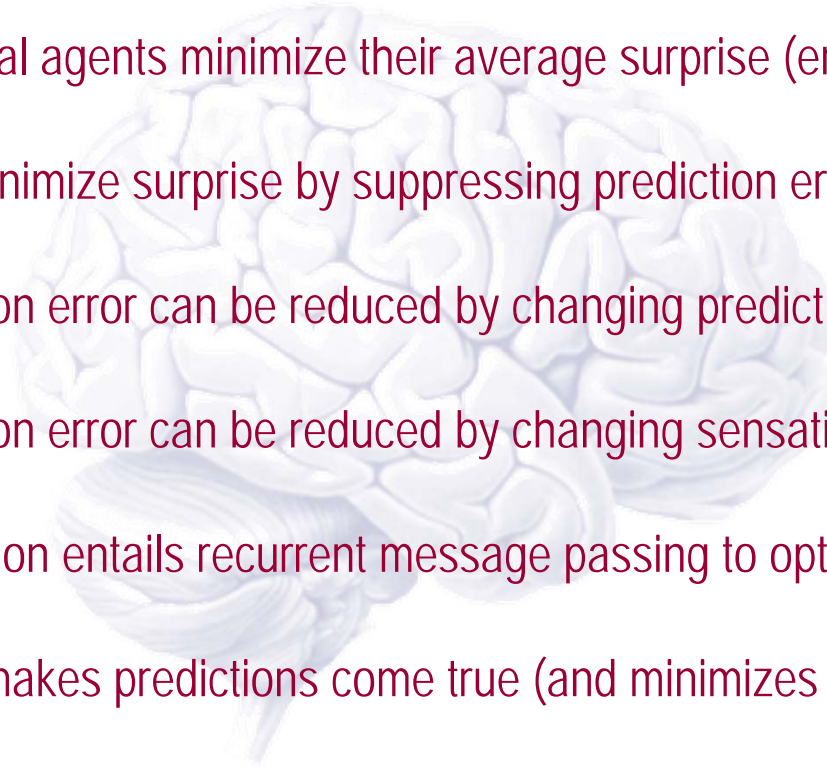 al agents minimize their average surprise (en
nimize surprise by suppressing prediction er
on error can be reduced by changing predict
on error can be reduced by changing sensati
on entails recurrent message passing to opt
makes predictions come true (and minimizes